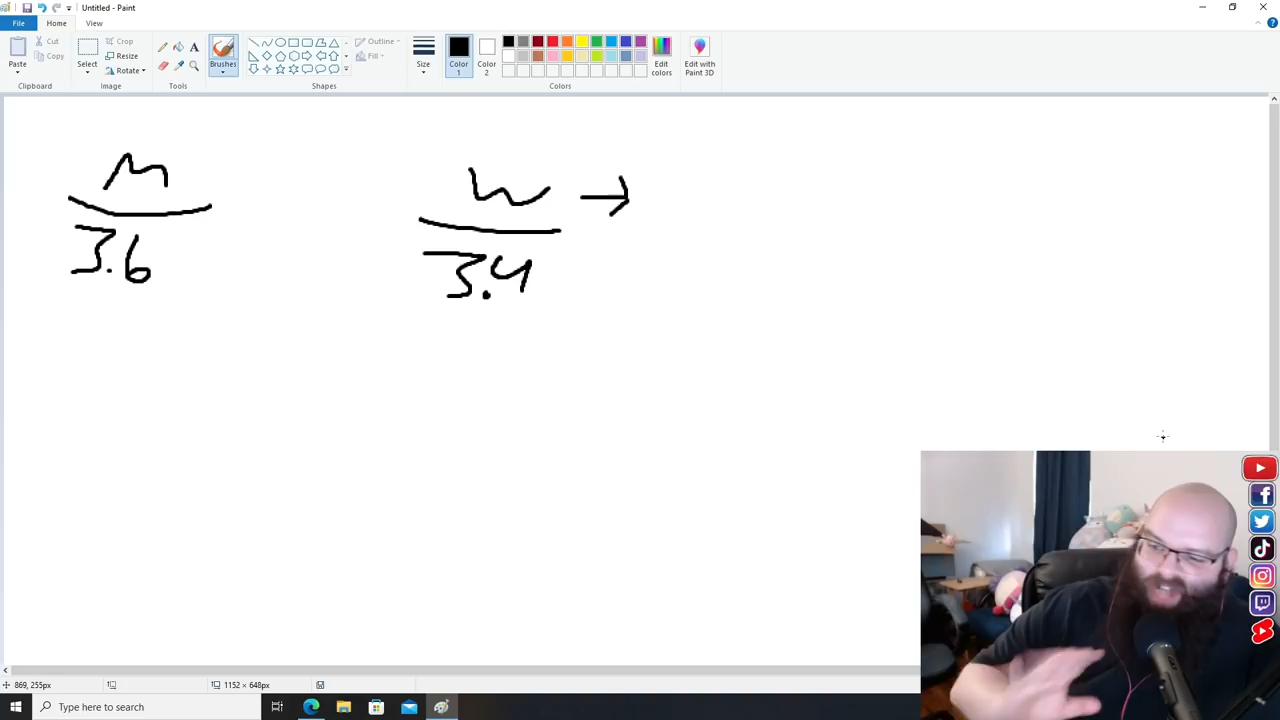 Untitled - Paint
File Home View
Paste
Cut
Copy
Clipboard
Select
Crop
Resize
Rotate
Image
Tools
Brushes
Shapes
Outline
Fill
Size
Color 1
Color 2
Edit colors
Edit with Paint 3D
Colors
M
3.6
W →
3.4
869, 255px
1152 × 648px
Type here to search